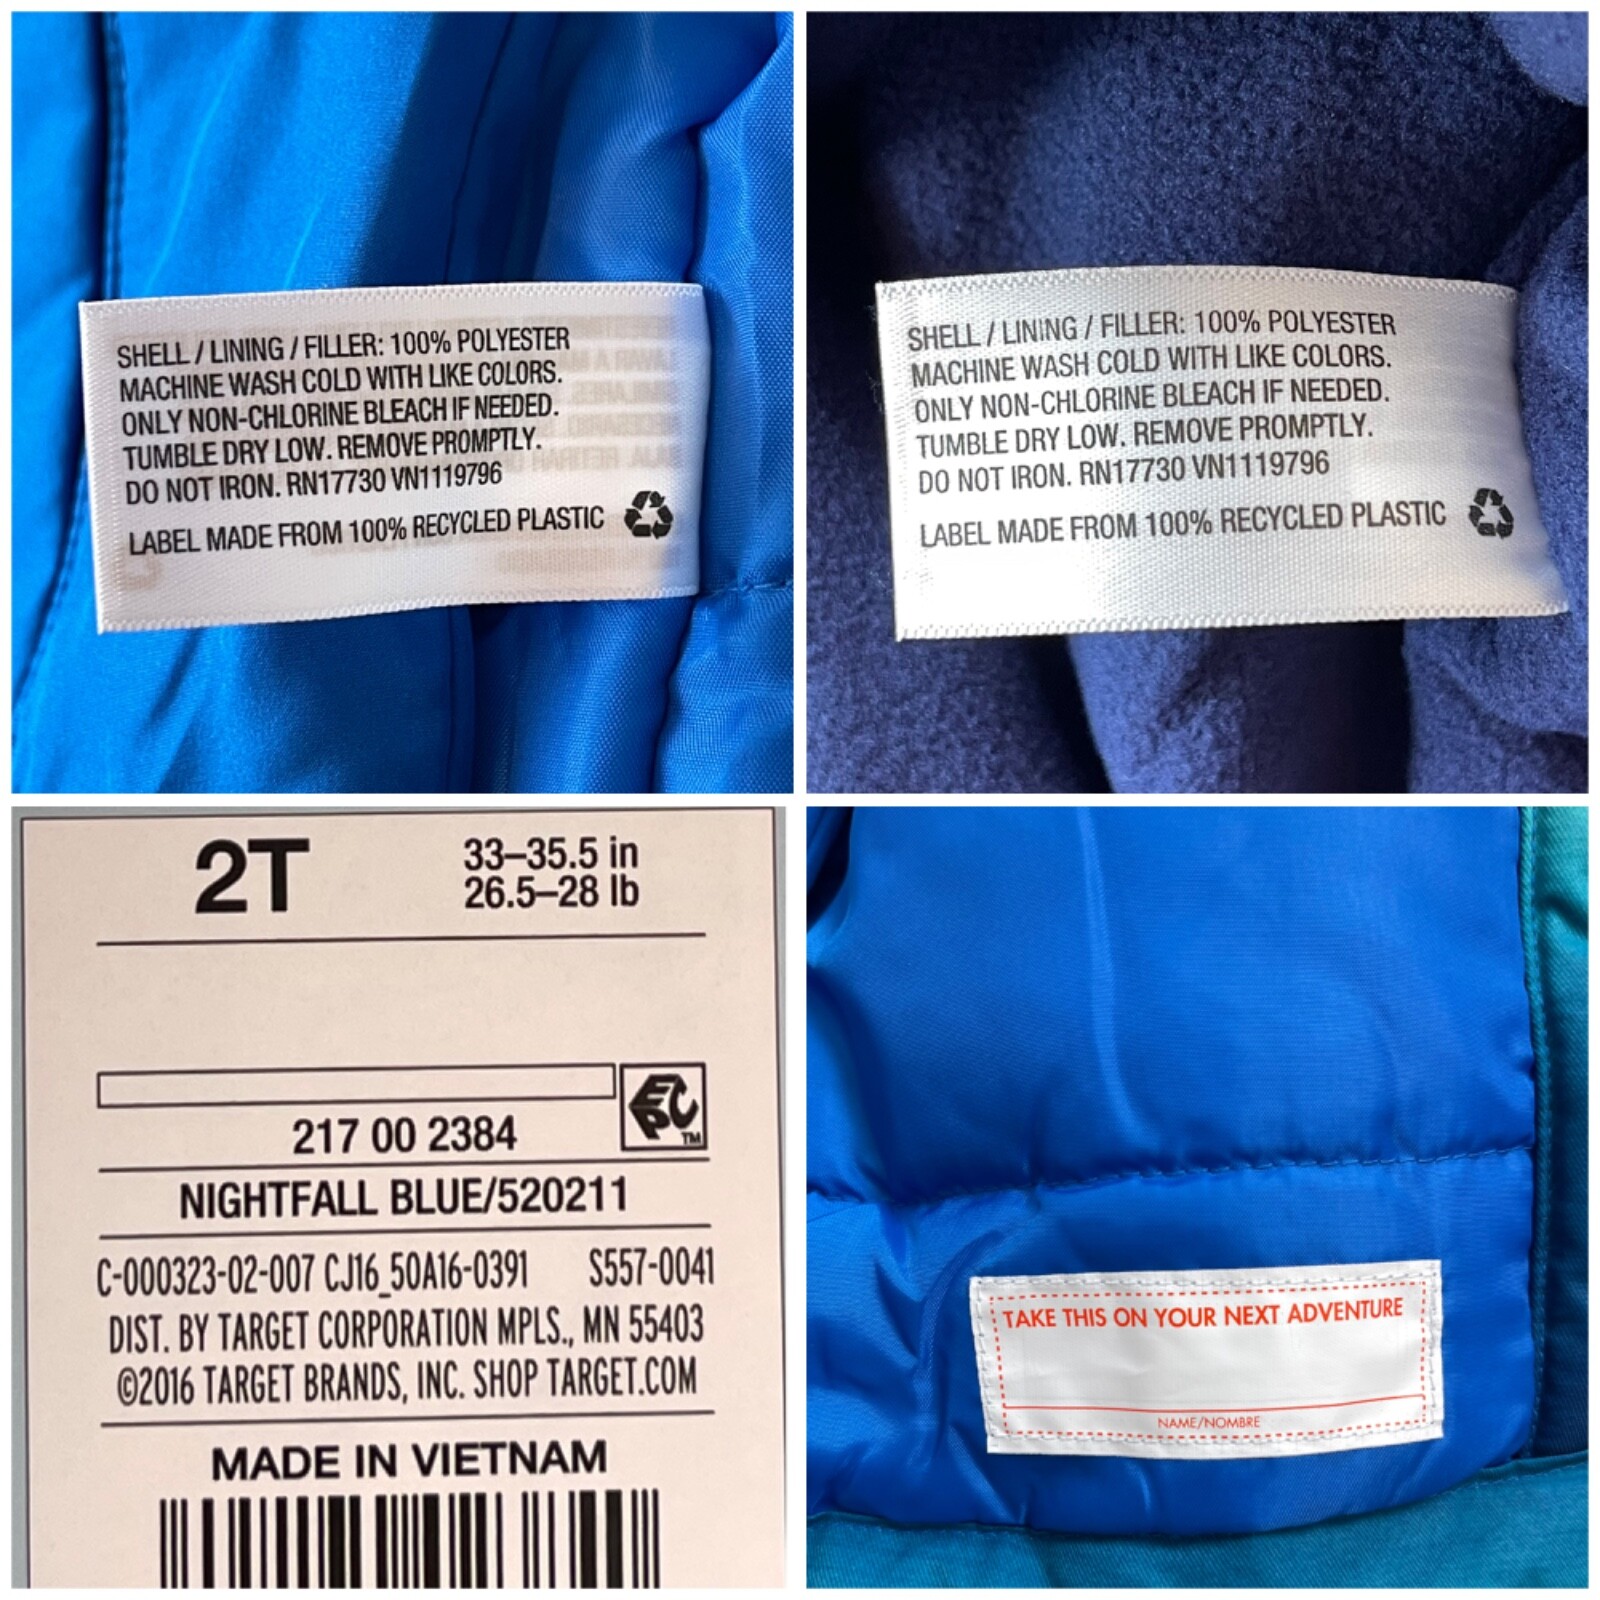 SHELL / LINING / FILLER: 100% POLYESTER
MACHINE WASH COLD WITH LIKE COLORS.
ONLY NON-CHLORINE BLEACH IF NEEDED.
TUMBLE DRY LOW. REMOVE PROMPTLY.
DO NOT IRON. RN17730 VN1119796
LABEL MADE FROM 100% RECYCLED PLASTIC
SHELL / LINING / FILLER: 100% POLYESTER
MACHINE WASH COLD WITH LIKE COLORS.
ONLY NON-CHLORINE BLEACH IF NEEDED.
TUMBLE DRY LOW. REMOVE PROMPTLY.
DO NOT IRON. RN17730 VN1119796
LABEL MADE FROM 100% RECYCLED PLASTIC
2T
33–35.5 in
26.5–28 lb
EPC TM
217 00 2384
NIGHTFALL BLUE/520211
C-000323-02-007 CJ16_50A16-0391 S557-0041
DIST. BY TARGET CORPORATION MPLS., MN 55403
©2016 TARGET BRANDS, INC. SHOP TARGET.COM
MADE IN VIETNAM
TAKE THIS ON YOUR NEXT ADVENTURE
NAME/NOMBRE